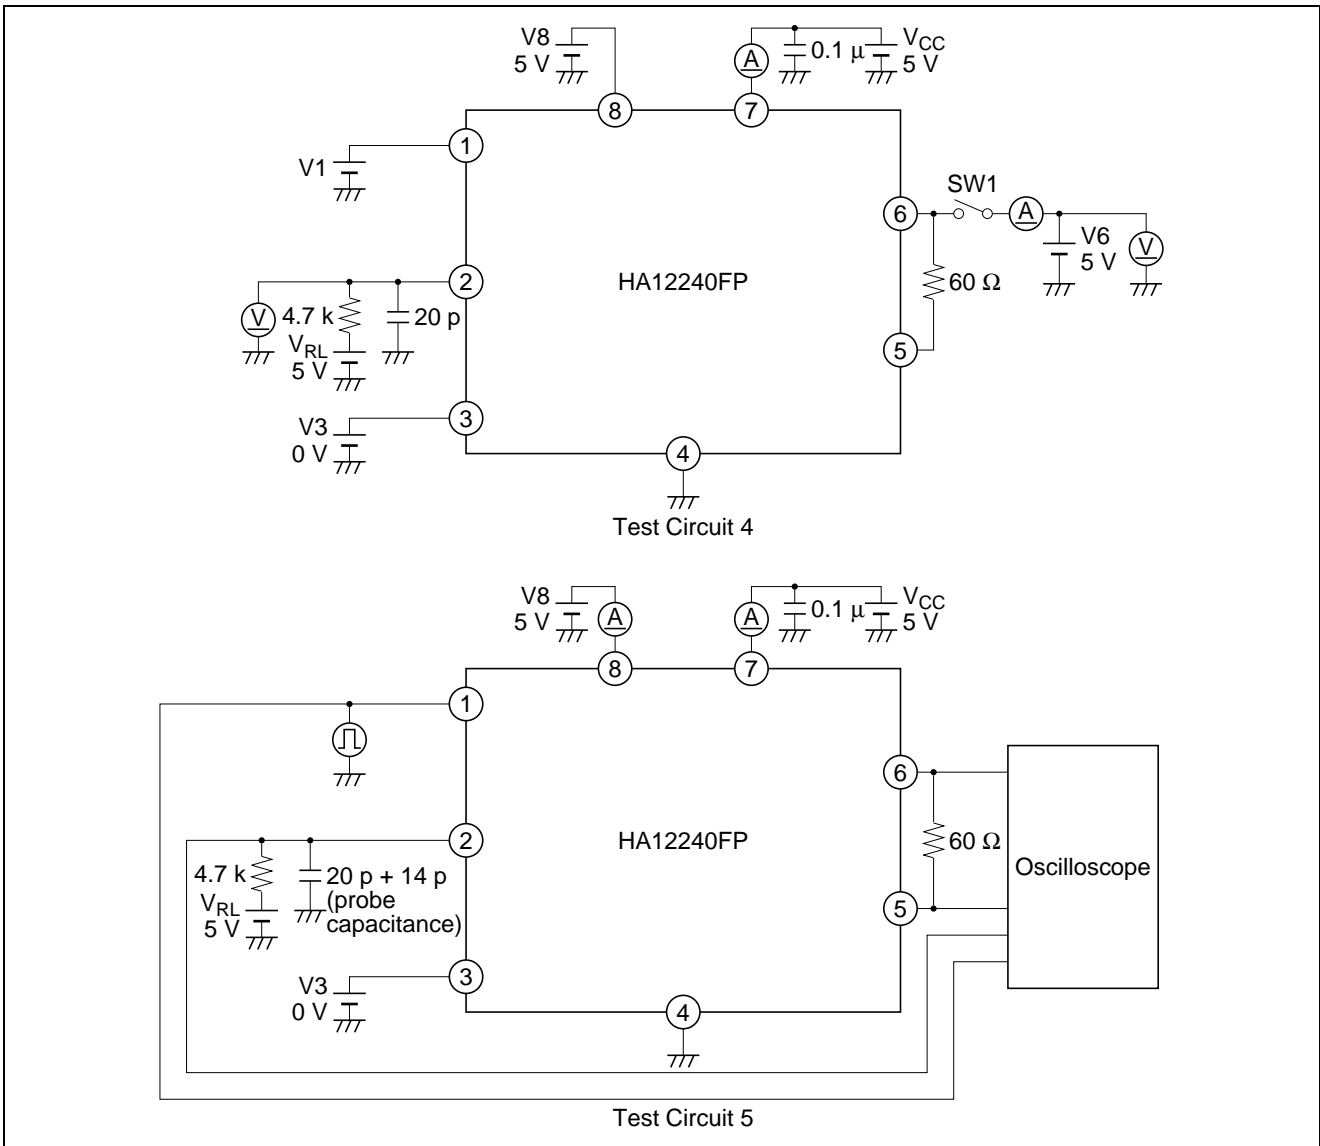 V8
5 V
A
0.1 μ
VCC
5 V
8
7
1
V1
SW1
6
A
V6
5 V
V
2
HA12240FP
60 Ω
V
4.7 k
20 p
VRL
5 V
5
3
V3
0 V
4
Test Circuit 4
V8
5 V
A
A
0.1 μ
VCC
5 V
8
7
1
6
2
HA12240FP
60 Ω
Oscilloscope
4.7 k
20 p + 14 p
(probe
capacitance)
VRL
5 V
5
3
V3
0 V
4
Test Circuit 5